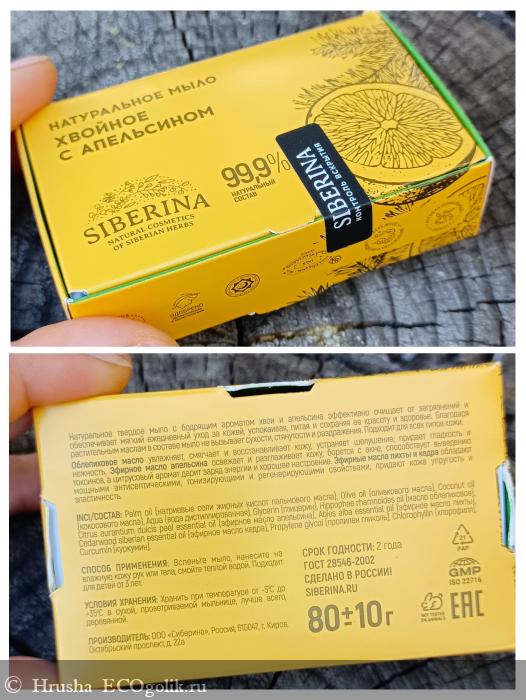 НАТУРАЛЬНОЕ МЫЛО
ХВОЙНОЕ
С АПЕЛЬСИНОМ
99,9%
НАТУРАЛЬНЫЙ
СОСТАВ
SIBERINA
КОНТРОЛЬ ВСКРЫТИЯ
SIBERINA
NATURAL COSMETICS
OF SIBERIAN HERBS
ОДОБРЕНО
Натуральное твердое мыло с бодрящим ароматом хвои и апельсина эффективно очищает от загрязнений и
обеспечивает мягкий ежедневный уход за кожей, успокаивая, питая и сохраняя ее красоту и здоровье. Благодаря
растительным маслам в составе мыло не вызывает сухости, стянутости и раздражения. Подходит для всех типов кожи.
Облепиховое масло увлажняет, смягчает и восстанавливает кожу, устраняет шелушение, придает гладкость и
нежность. Эфирное масло апельсина освежает и разглаживает кожу, борется с акне, способствует выведению
токсинов, а цитрусовый аромат дарит заряд энергии и хорошее настроение. Эфирные масла пихты и кедра обладают
мощными антисептическими, тонизирующими и регенерирующими свойствами, придают коже упругость и
эластичность.
INCI/СОСТАВ: Palm oil (натриевые соли жирных кислот пальмового масла), Olive oil (оливкового масла), Coconut oil
(кокосового масла), Aqua (вода дистиллированная), Glycerin (глицерин), Hippophae rhamnoides oil (масло облепиховое),
Citrus aurantium dulcis peel essential oil (эфирное масло апельсина), Abies alba essential oil (эфирное масло пихты),
Cedarwood siberian essential oil (эфирное масло кедра), Propylene glycol (пропилен гликоль), Chlorophyllin (хлорофилл),
Curcumin (куркумин).
СПОСОБ ПРИМЕНЕНИЯ: Вспеньте мыло, нанесите на
влажную кожу рук или тела, смойте теплой водой. Подходит
для детей от 3 лет.
УСЛОВИЯ ХРАНЕНИЯ: Хранить при температуре от -5°С до
+35°С в сухой, проветриваемой мыльнице, лучше всего
деревянной.
ПРОИЗВОДИТЕЛЬ: ООО «Сиберина», Россия, 610047, г. Киров,
Октябрьский проспект, д. 22а
СРОК ГОДНОСТИ: 2 года
ГОСТ 28546-2002
СДЕЛАНО В РОССИИ!
SIBERINA.RU
80±10г
21
PAP
GMP
ISO 22716
NOT TESTED
ON ANIMALS
EAC
© Hrusha ECOgolik.ru